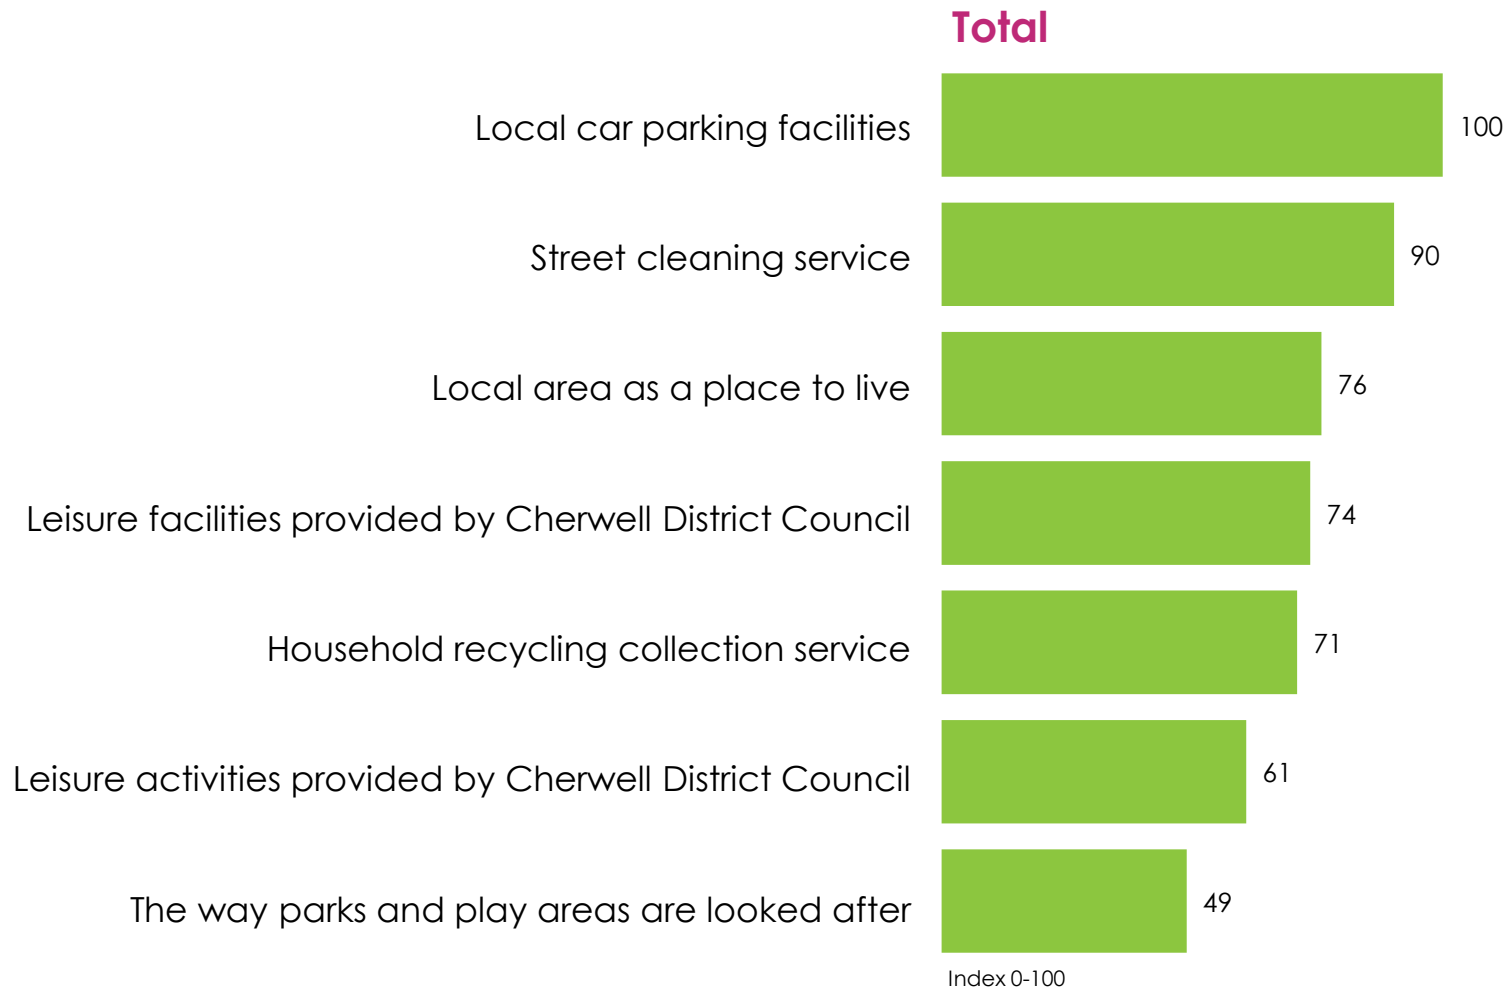 Total
Local car parking facilities 100
Street cleaning service 90
Local area as a place to live 76
Leisure facilities provided by Cherwell District Council 74
Household recycling collection service 71
Leisure activities provided by Cherwell District Council 61
The way parks and play areas are looked after 49
Index 0-100